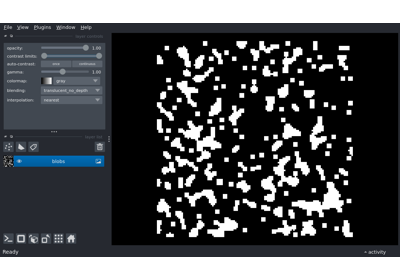 File View Plugins Window Help
opacity: 1.00
contrast limits:
auto-contrast: once continuous
gamma: 1.00
colormap: gray
blending: translucent_no_depth
interpolation: nearest
blobs
Ready
activity